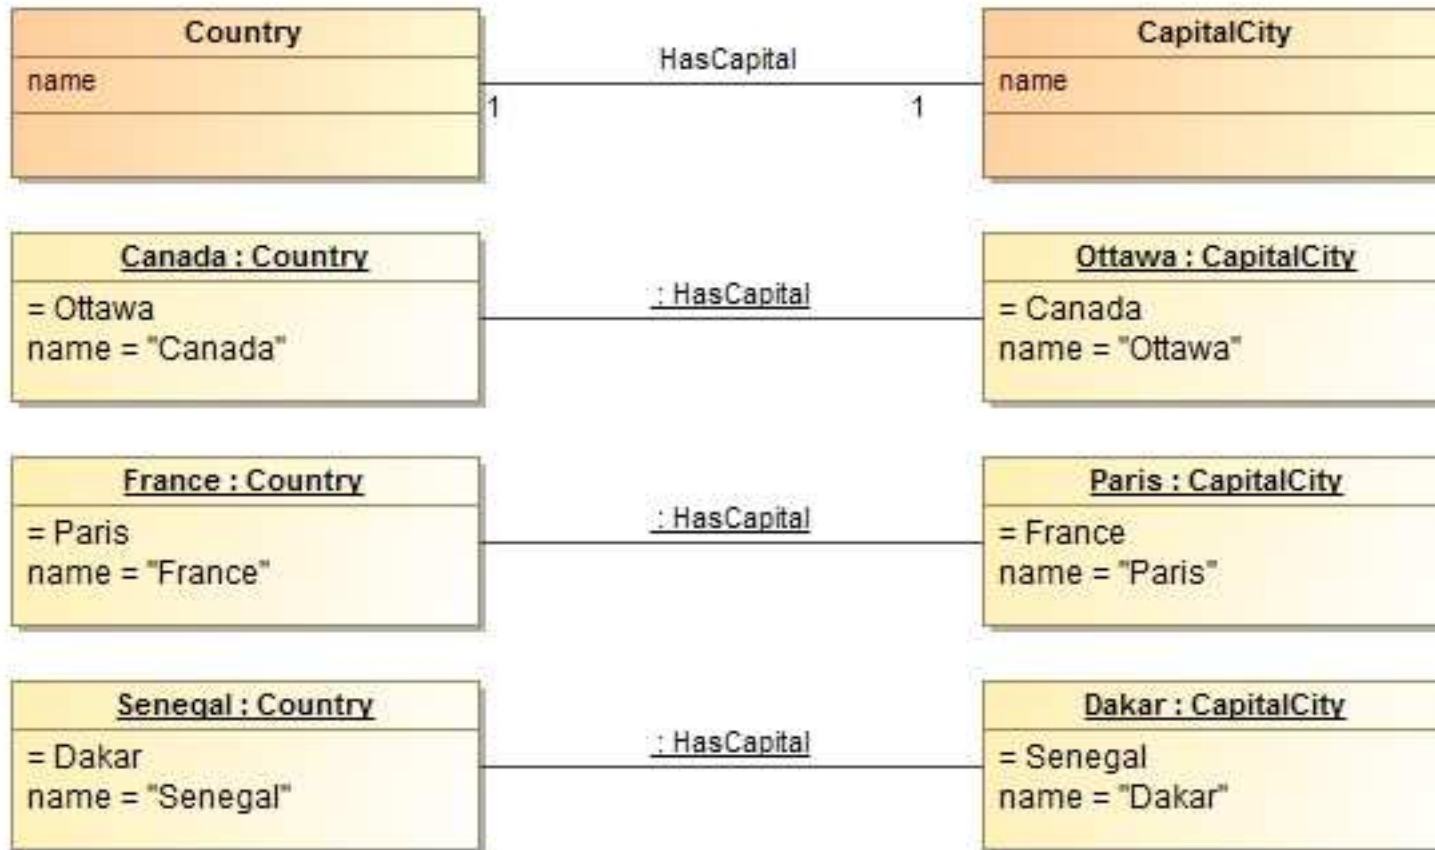 Country
name
HasCapital
1
1
CapitalCity
name
Canada : Country
= Ottawa
name = "Canada"
: HasCapital
Ottawa : CapitalCity
= Canada
name = "Ottawa"
France : Country
= Paris
name = "France"
: HasCapital
Paris : CapitalCity
= France
name = "Paris"
Senegal : Country
= Dakar
name = "Senegal"
: HasCapital
Dakar : CapitalCity
= Senegal
name = "Dakar"